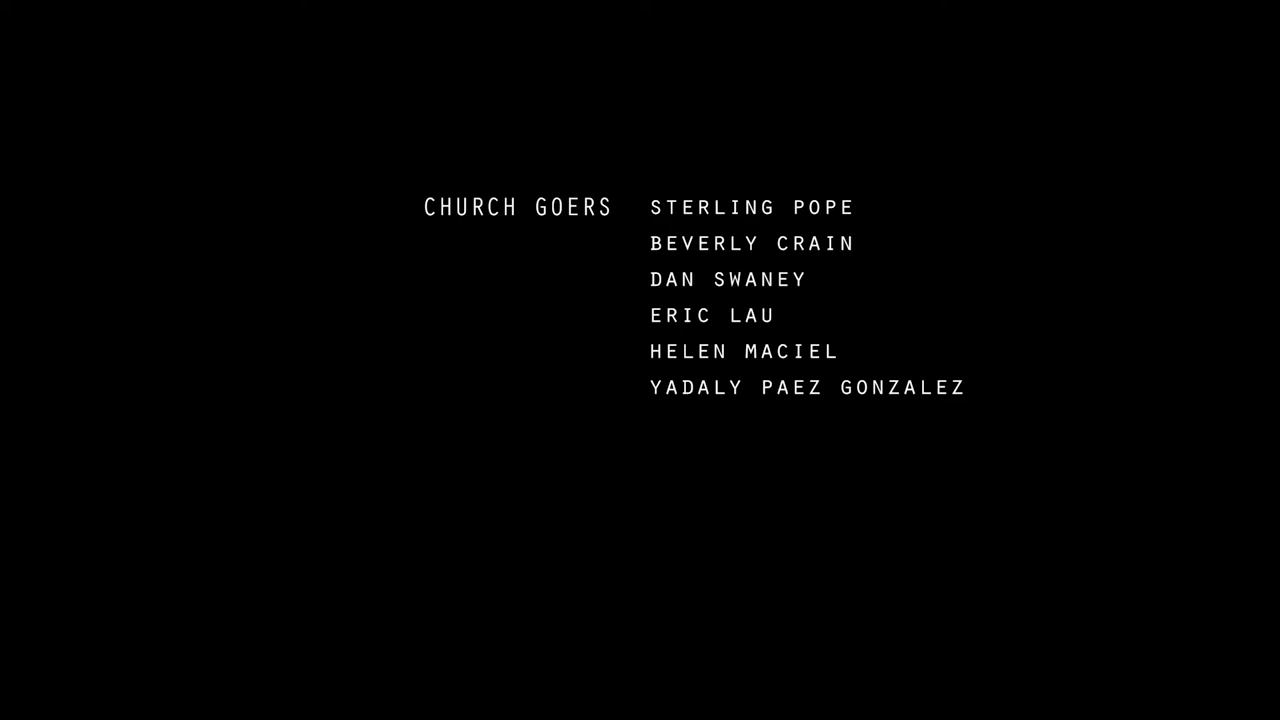 CHURCH GOERS STERLING POPE
BEVERLY CRAIN
DAN SWANEY
ERIC LAU
HELEN MACIEL
YADALY PAEZ GONZALEZ